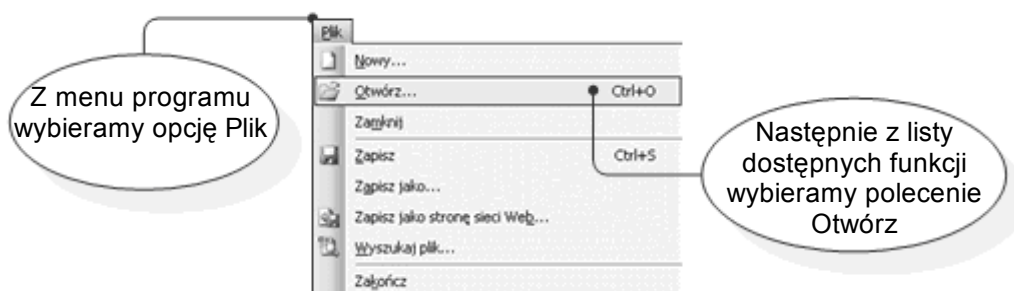 Plik
Nowy...
Otwórz... Ctrl+O
Zamknij
Zapisz Ctrl+S
Zapisz jako...
Zapisz jako stronę sieci Web...
Wyszukaj plik...
Zakończ
Z menu programu
wybieramy opcję Plik
Następnie z listy
dostępnych funkcji
wybieramy polecenie
Otwórz